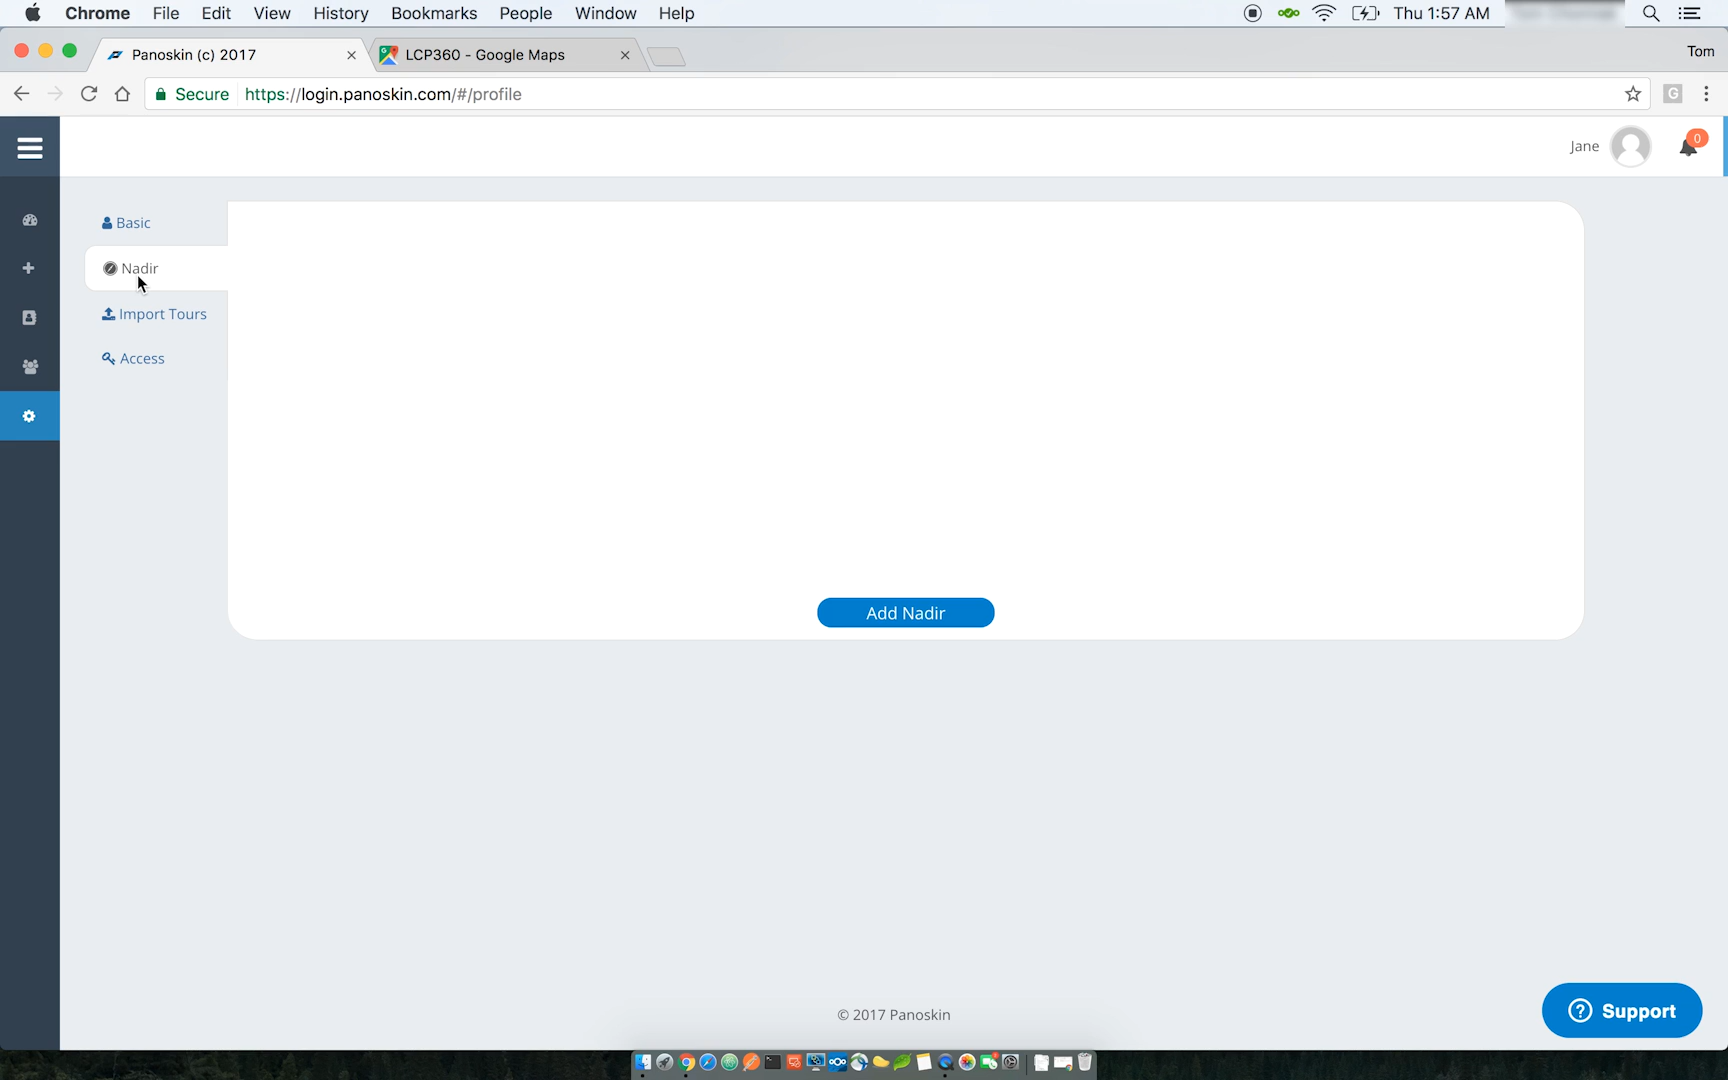 Chrome File Edit View History Bookmarks People Window Help Thu 1:57 AM
Panoskin (c) 2017 LCP360 - Google Maps Tom
Secure https://login.panoskin.com/#/profile G
Jane 0
Basic
Nadir
Import Tours
Access
Add Nadir
© 2017 Panoskin
? Support